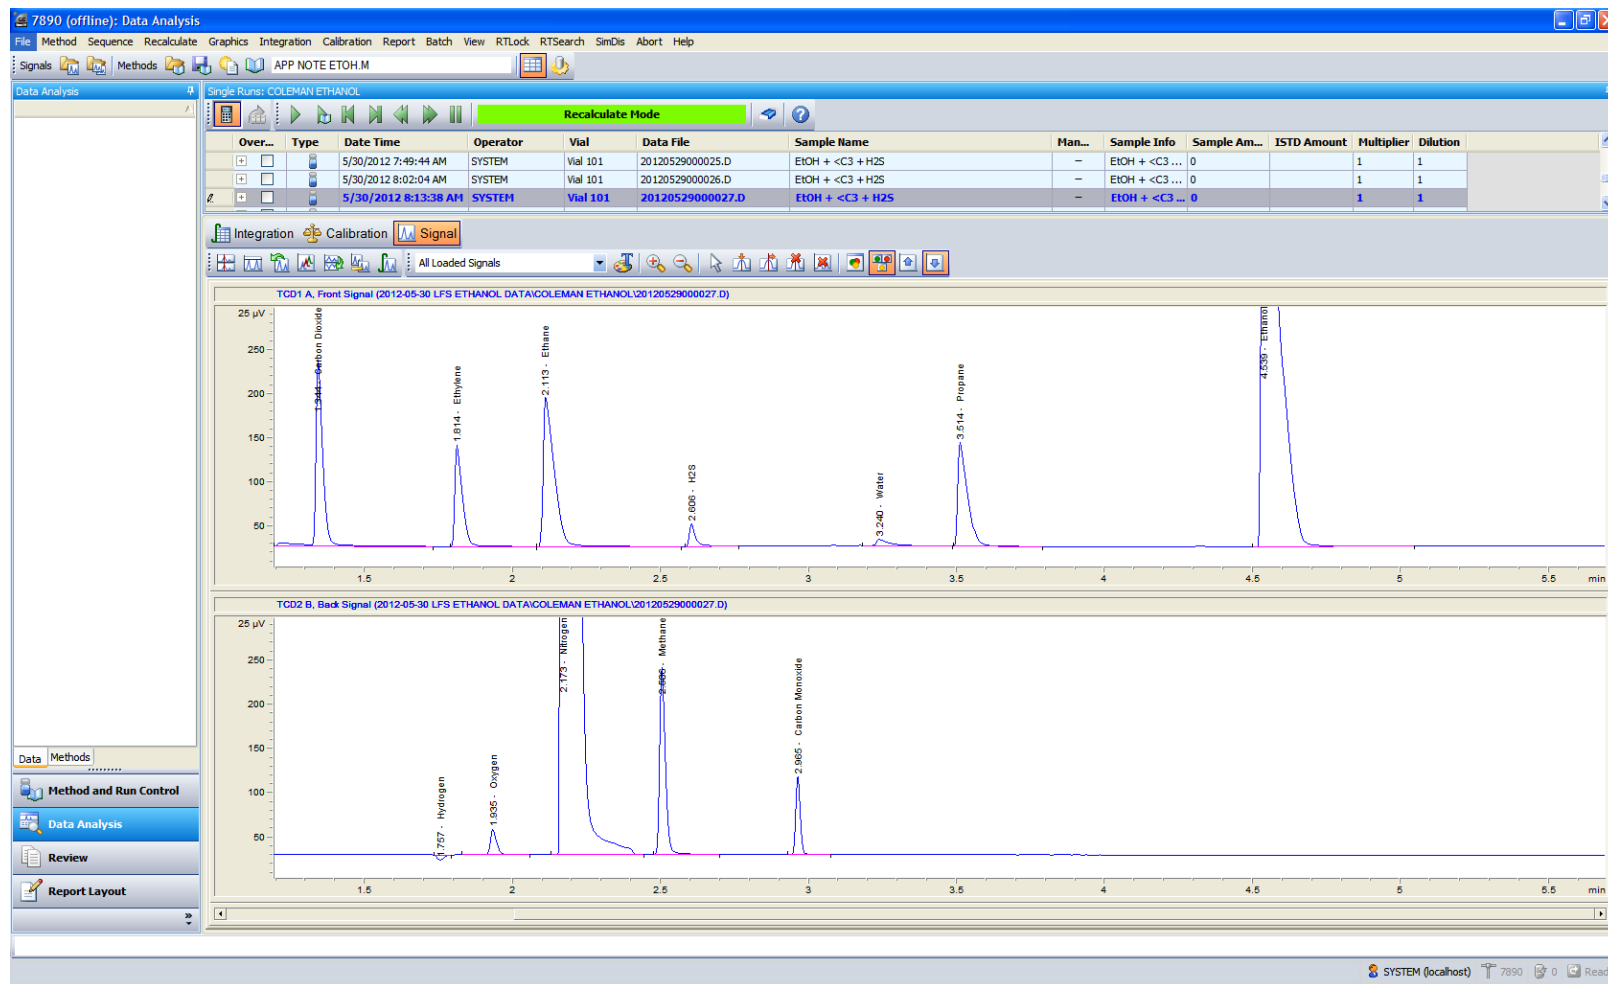 7890 (offline): Data Analysis
File Method Sequence Recalculate Graphics Integration Calibration Report Batch View RTLock RTSearch SimDis Abort Help
Signals Methods APP NOTE ETOH.M
Data Analysis
Single Runs: COLEMAN ETHANOL
Recalculate Mode
Over... Type Date Time Operator Vial Data File Sample Name Man... Sample Info Sample Am... ISTD Amount Multiplier Dilution
5/30/2012 7:49:44 AM SYSTEM Vial 101 20120529000025.D EtOH + <C3 + H2S – EtOH + <C3 ... 0 1 1
5/30/2012 8:02:04 AM SYSTEM Vial 101 20120529000026.D EtOH + <C3 + H2S – EtOH + <C3 ... 0 1 1
5/30/2012 8:13:38 AM SYSTEM Vial 101 20120529000027.D EtOH + <C3 + H2S – EtOH + <C3 ... 0 1 1
Integration Calibration Signal
All Loaded Signals
TCD1 A, Front Signal (2012-05-30 LFS ETHANOL DATA\COLEMAN ETHANOL\20120529000027.D)
25 µV
250
200
150
100
50
1.344 - Carbon Dioxide
1.814 - Ethylene
2.113 - Ethane
2.606 - H2S
3.240 - Water
3.514 - Propane
4.539 - Ethanol
1.5 2 2.5 3 3.5 4 4.5 5 5.5 min
TCD2 B, Back Signal (2012-05-30 LFS ETHANOL DATA\COLEMAN ETHANOL\20120529000027.D)
25 µV
250
200
150
100
50
1.757 - Hydrogen
1.935 - Oxygen
2.173 - Nitrogen
Methane
2.965 - Carbon Monoxide
1.5 2 2.5 3 3.5 4 4.5 5 5.5 min
Data Methods
Method and Run Control
Data Analysis
Review
Report Layout
SYSTEM (localhost) 7890 0 Read